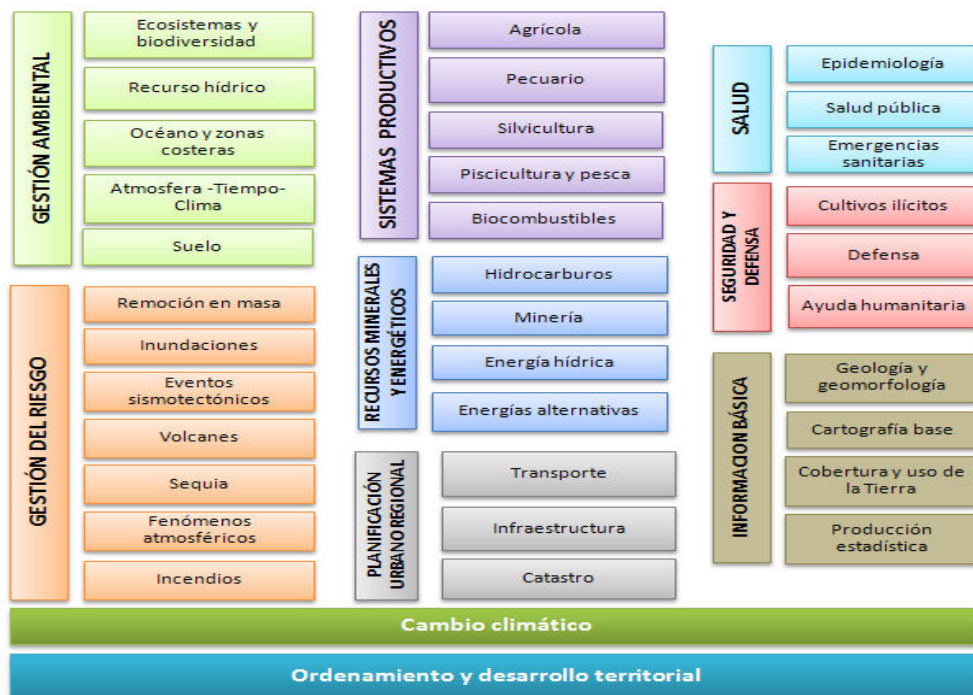 GESTIÓN AMBIENTAL
Ecosistemas y
biodiversidad
Recurso hídrico
Océano y zonas
costeras
Atmosfera -Tiempo-
Clima
Suelo
GESTIÓN DEL RIESGO
Remoción en masa
Inundaciones
Eventos
sismotectónicos
Volcanes
Sequia
Fenómenos
atmosféricos
Incendios
SISTEMAS PRODUCTIVOS
Agrícola
Pecuario
Silvicultura
Piscicultura y pesca
Biocombustibles
RECURSOS MINERALES
Y ENERGÉTICOS
Hidrocarburos
Minería
Energía hídrica
Energías alternativas
PLANIFICACIÓN
URBANO REGIONAL
Transporte
Infraestructura
Catastro
SALUD
Epidemiología
Salud pública
Emergencias
sanitarias
SEGURIDAD Y
DEFENSA
Cultivos ilícitos
Defensa
Ayuda humanitaria
INFORMACION BÁSICA
Geología y
geomorfología
Cartografía base
Cobertura y uso de
la Tierra
Producción
estadística
Cambio climático
Ordenamiento y desarrollo territorial